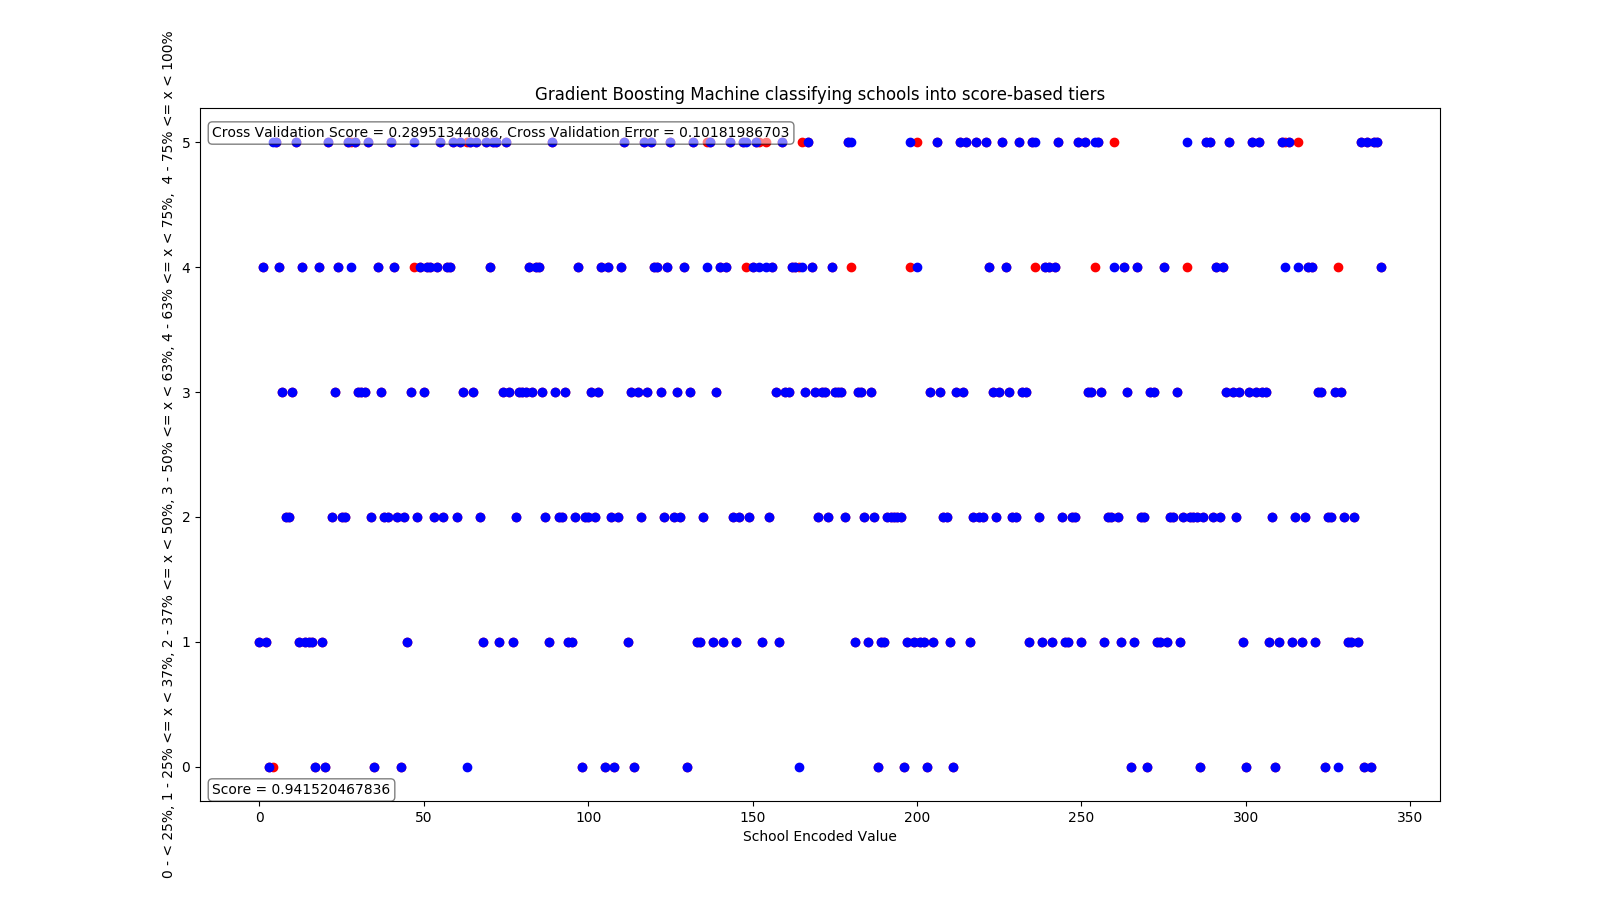 Gradient Boosting Machine classifying schools into score-based tiers
Cross Validation Score = 0.28951344086, Cross Validation Error = 0.10181986703
5
4
3
2
1
0
0 - < 25%, 1 - 25% <= x < 37%, 2 - 37% <= x < 50%, 3 - 50% <= x < 63%, 4 - 63% <= x < 75%, 4 - 75% <= x < 100%
Score = 0.941520467836
0 50 100 150 200 250 300 350
School Encoded Value